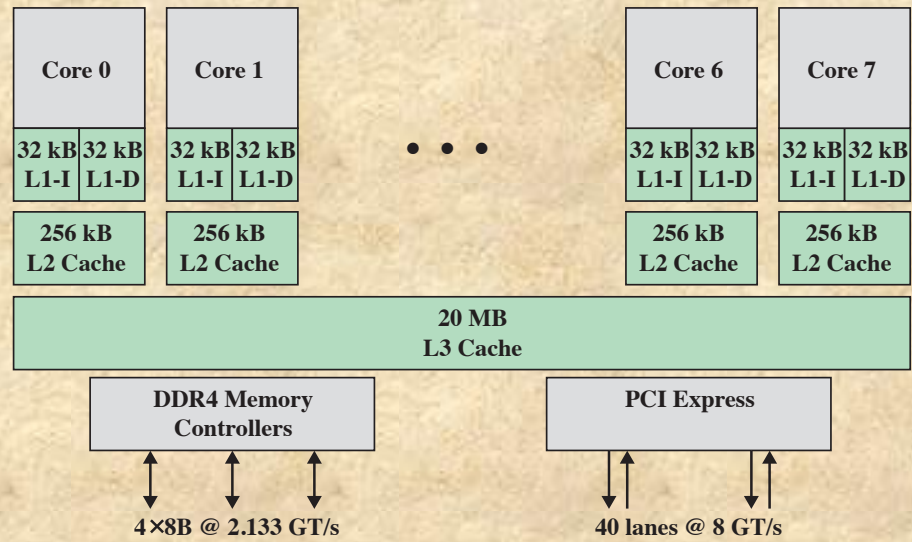 Core 0
Core 1
Core 6
Core 7
32 kB 32 kB
L1-I L1-D
32 kB 32 kB
L1-I L1-D
32 kB 32 kB
L1-I L1-D
32 kB 32 kB
L1-I L1-D
256 kB
L2 Cache
256 kB
L2 Cache
256 kB
L2 Cache
256 kB
L2 Cache
20 MB
L3 Cache
DDR4 Memory
Controllers
PCI Express
4×8B @ 2.133 GT/s
40 lanes @ 8 GT/s